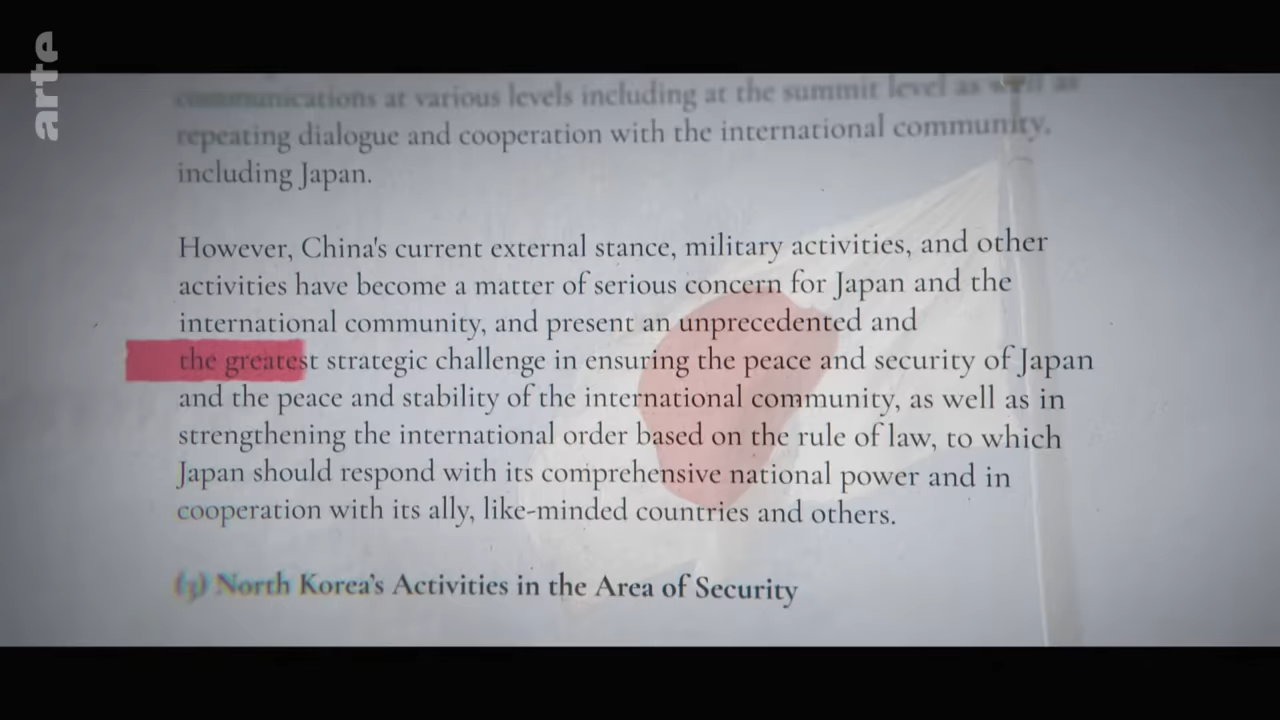 arte
communications at various levels including at the summit level as well as
repeating dialogue and cooperation with the international community,
including Japan.
However, China's current external stance, military activities, and other
activities have become a matter of serious concern for Japan and the
international community, and present an unprecedented and
the greatest strategic challenge in ensuring the peace and security of Japan
and the peace and stability of the international community, as well as in
strengthening the international order based on the rule of law, to which
Japan should respond with its comprehensive national power and in
cooperation with its ally, like-minded countries and others.
North Korea's Activities in the Area of Security